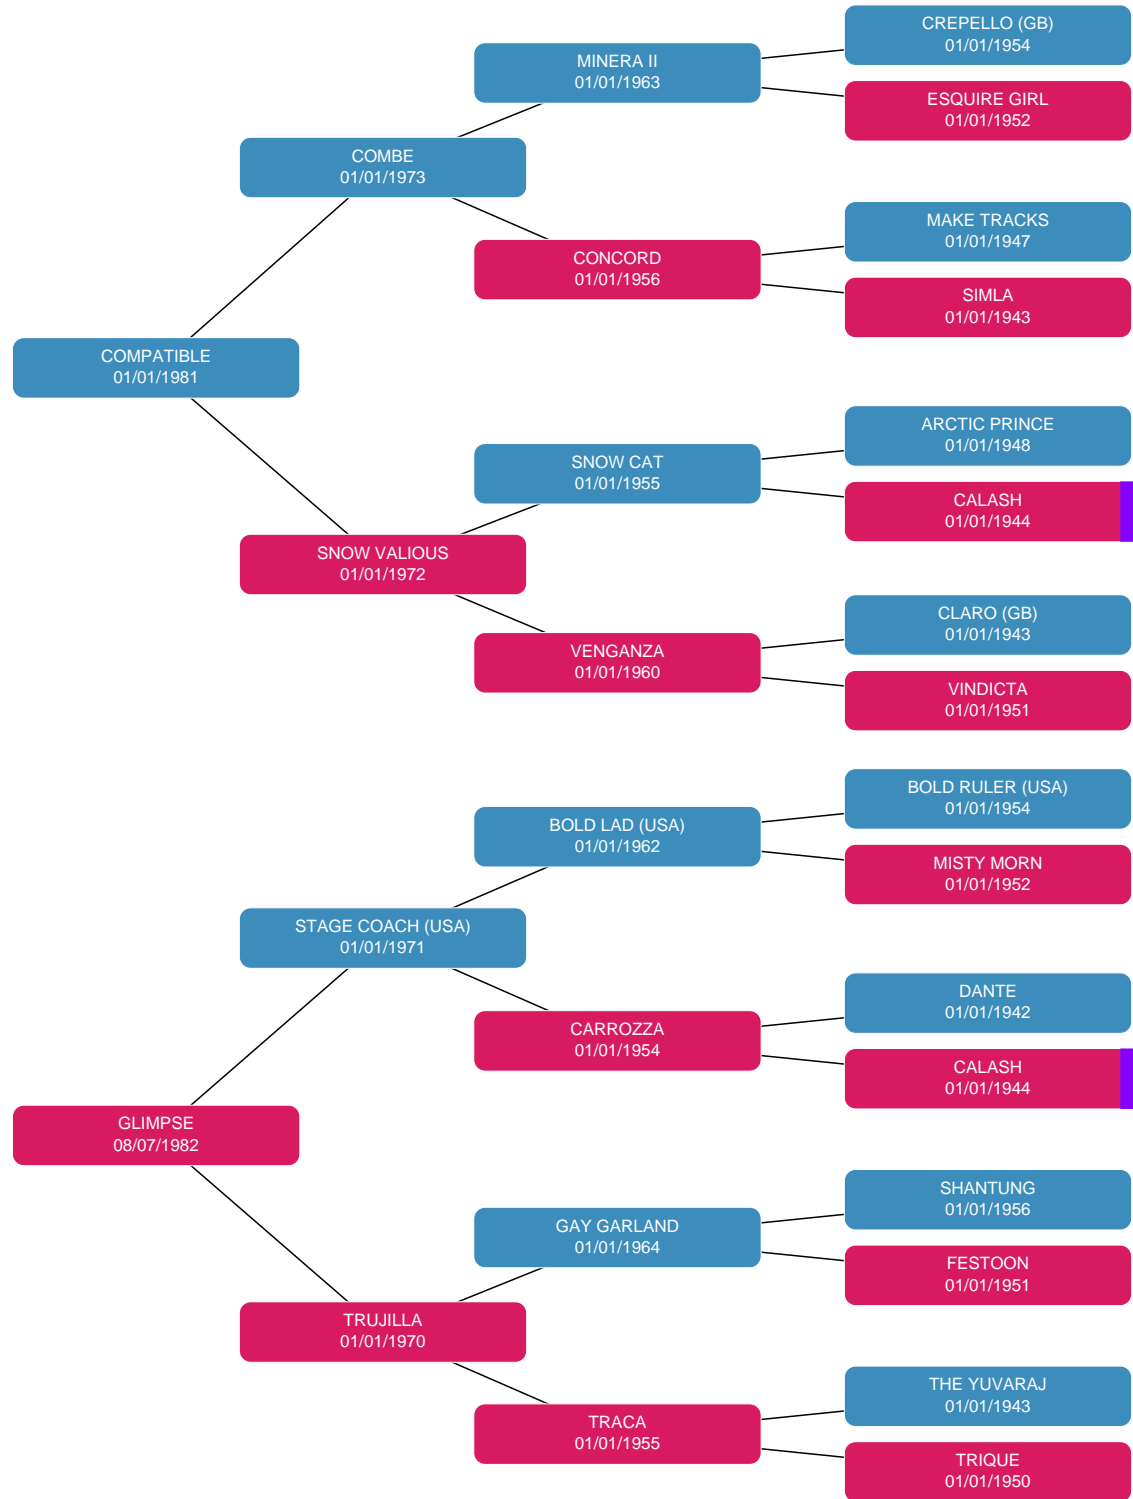 CREPELLO (GB)
01/01/1954
MINERA II
01/01/1963
ESQUIRE GIRL
01/01/1952
COMBE
01/01/1973
MAKE TRACKS
01/01/1947
CONCORD
01/01/1956
SIMLA
01/01/1943
COMPATIBLE
01/01/1981
ARCTIC PRINCE
01/01/1948
SNOW CAT
01/01/1955
CALASH
01/01/1944
SNOW VALIOUS
01/01/1972
CLARO (GB)
01/01/1943
VENGANZA
01/01/1960
VINDICTA
01/01/1951
BOLD RULER (USA)
01/01/1954
BOLD LAD (USA)
01/01/1962
MISTY MORN
01/01/1952
STAGE COACH (USA)
01/01/1971
DANTE
01/01/1942
CARROZZA
01/01/1954
CALASH
01/01/1944
GLIMPSE
08/07/1982
SHANTUNG
01/01/1956
GAY GARLAND
01/01/1964
FESTOON
01/01/1951
TRUJILLA
01/01/1970
THE YUVARAJ
01/01/1943
TRACA
01/01/1955
TRIQUE
01/01/1950